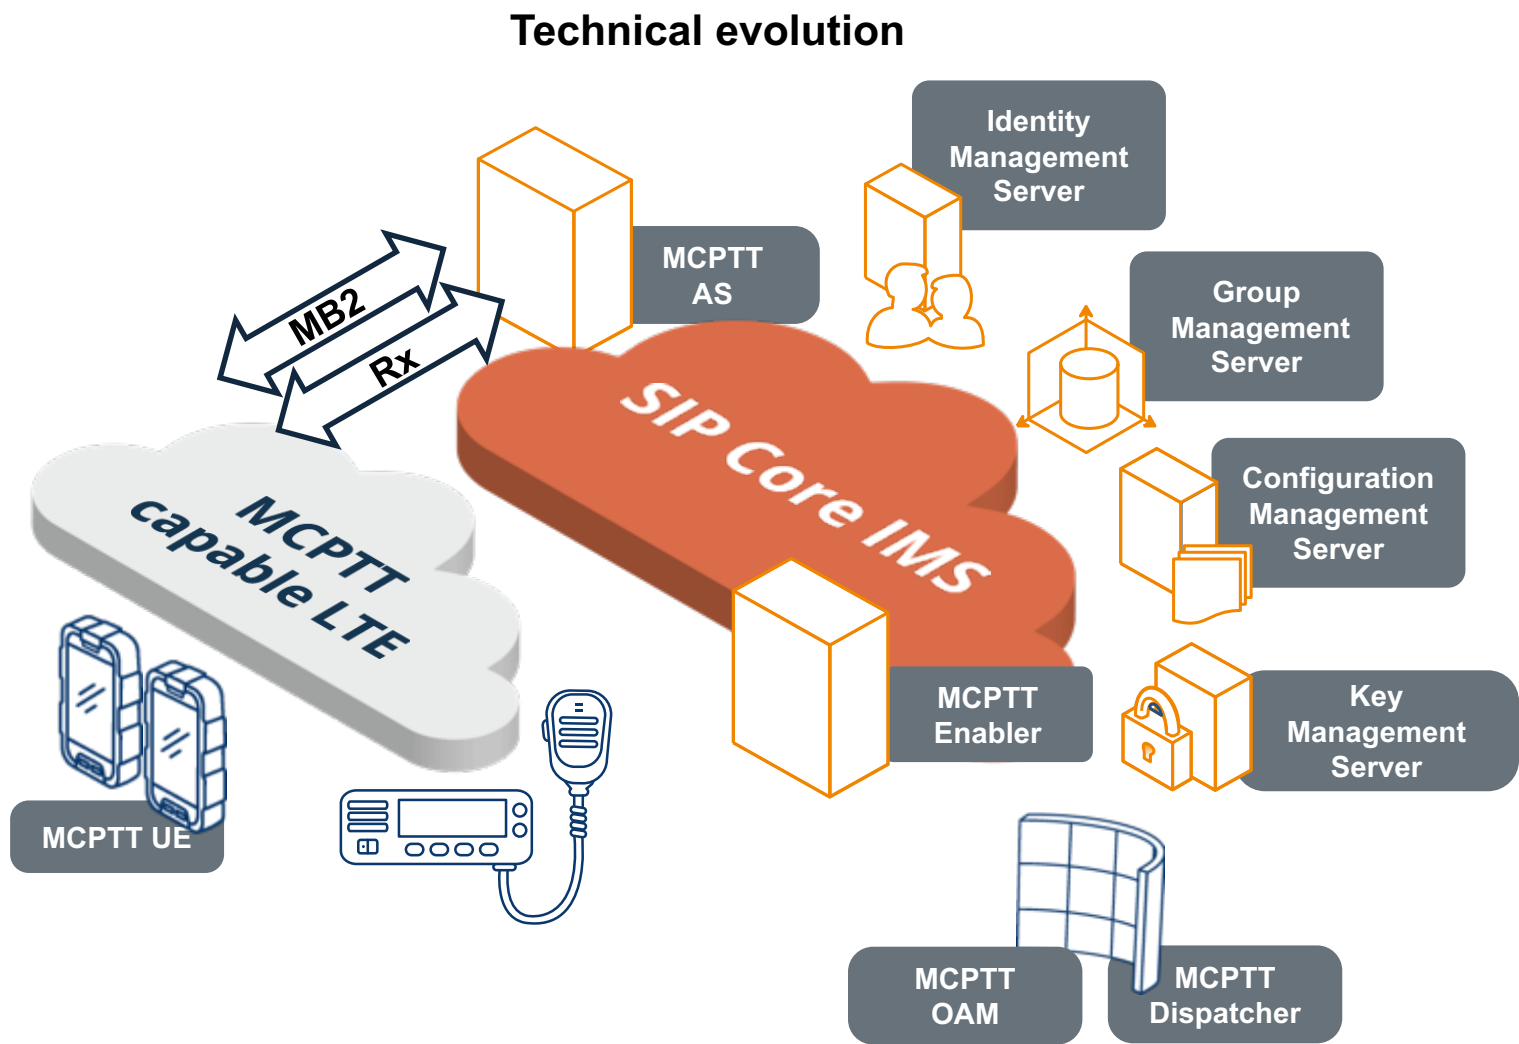 Technical evolution
Identity
Management
Server
MCPTT
AS
Group
Management
Server
MB2
Rx
SIP Core IMS
Configuration
Management
Server
MCPTT
capable LTE
MCPTT
Enabler
Key
Management
Server
MCPTT UE
MCPTT
OAM
MCPTT
Dispatcher